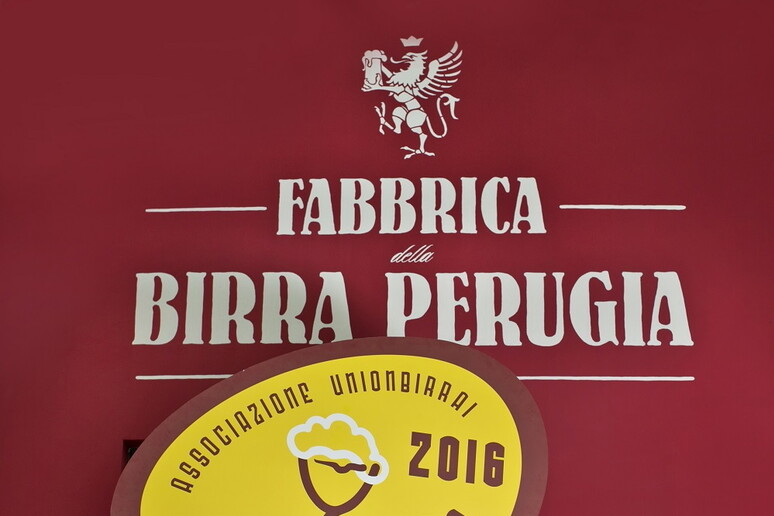 FABBRICA
della
BIRRA PERUGIA
ASSOCIAZIONE UNIONBIRRAI
2016